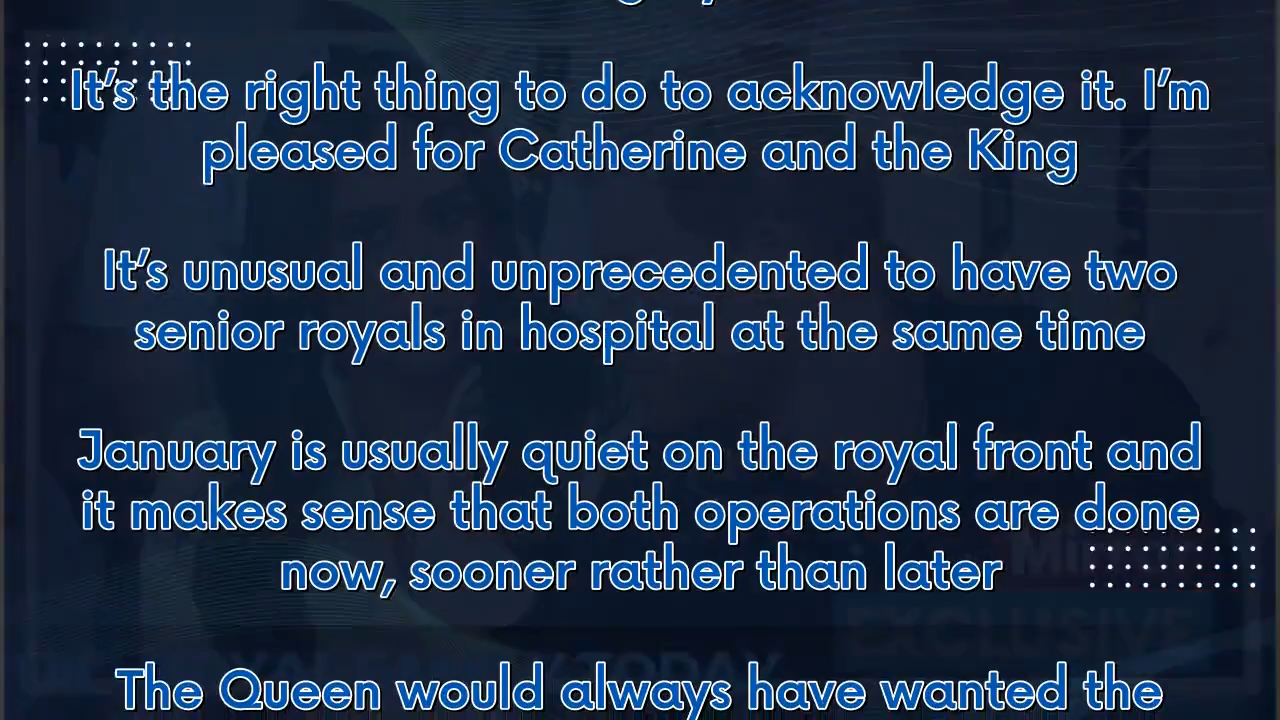 It's the right thing to do to acknowledge it. I'm
pleased for Catherine and the King
It's unusual and unprecedented to have two
senior royals in hospital at the same time
January is usually quiet on the royal front and
it makes sense that both operations are done
now, sooner rather than later
EXCLUSIVE
TODAY
The Queen would always have wanted the